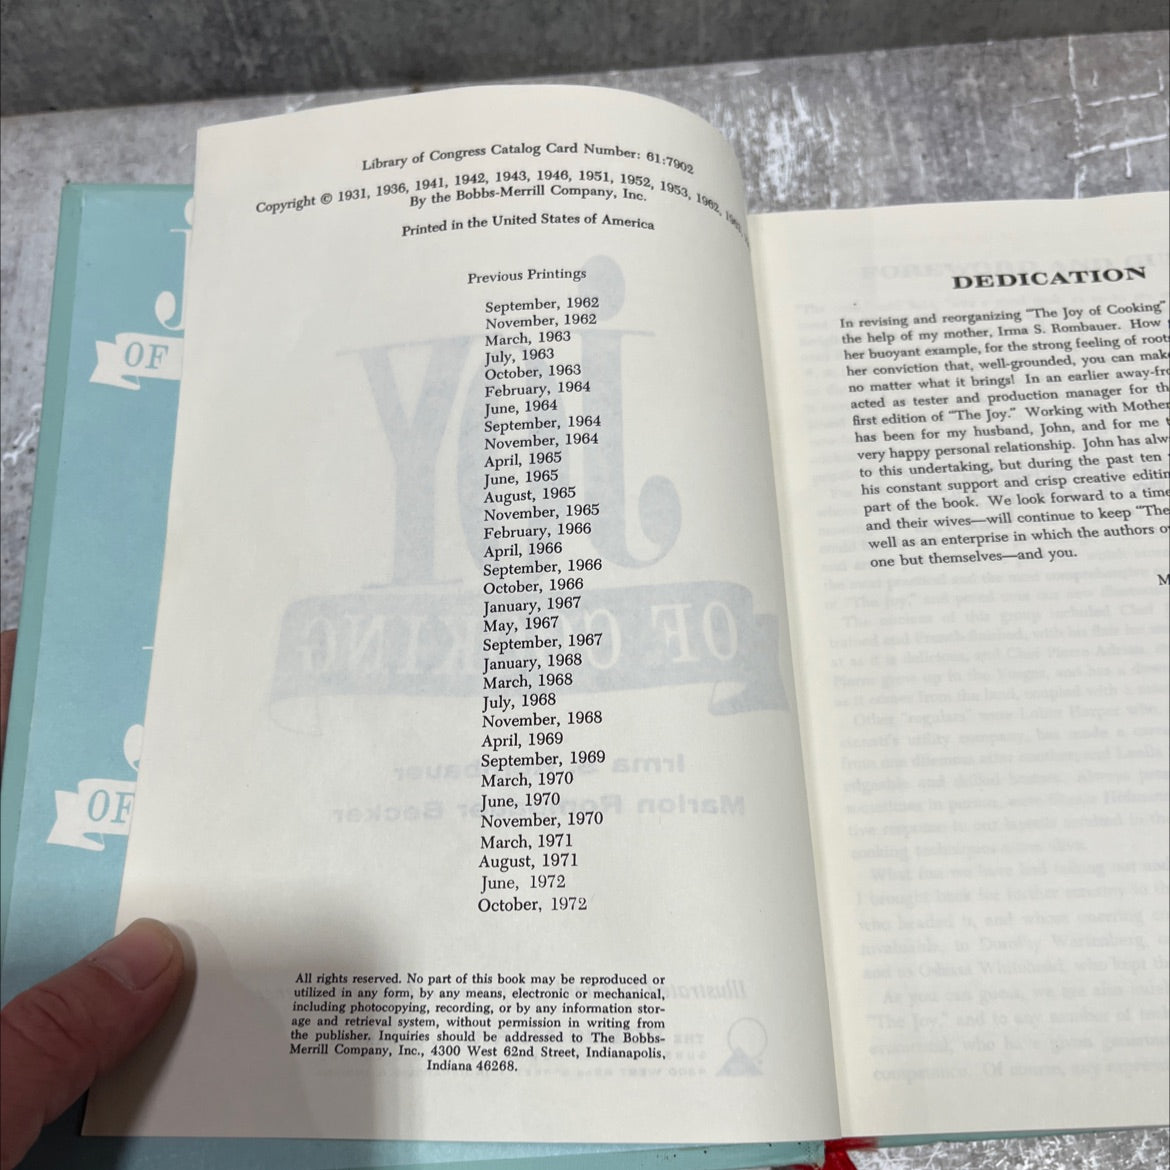 OF
OF
Library of Congress Catalog Card Number: 61:7902
Copyright © 1931, 1936, 1941, 1942, 1943, 1946, 1951, 1952, 1953, 1962,
By the Bobbs-Merrill Company, Inc.
Printed in the United States of America
Previous Printings
September, 1962
November, 1962
March, 1963
July, 1963
October, 1963
February, 1964
June, 1964
September, 1964
November, 1964
April, 1965
June, 1965
August, 1965
November, 1965
February, 1966
April, 1966
September, 1966
October, 1966
January, 1967
May, 1967
September, 1967
January, 1968
March, 1968
July, 1968
November, 1968
April, 1969
September, 1969
March, 1970
June, 1970
November, 1970
March, 1971
August, 1971
June, 1972
October, 1972
All rights reserved. No part of this book may be reproduced or
utilized in any form, by any means, electronic or mechanical,
including photocopying, recording, or by any information stor-
age and retrieval system, without permission in writing from
the publisher. Inquiries should be addressed to The Bobbs-
Merrill Company, Inc., 4300 West 62nd Street, Indianapolis,
Indiana 46268.
DEDICATION
In revising and reorganizing “The Joy of Cooking”
the help of my mother, Irma S. Rombauer. How
her buoyant example, for the strong feeling of
her conviction that, well-grounded, you can
no matter what it brings! In an earlier
acted as tester and production manager for
first edition of “The Joy.” Working with Mother
has been for my husband, John, and for me
very happy personal relationship. John has
to this undertaking, but during the past ten
his constant support and crisp creative
part of the book. We look forward to a time
and their wives—will continue to keep “The
well as an enterprise in which the authors
one but themselves—and you.
M